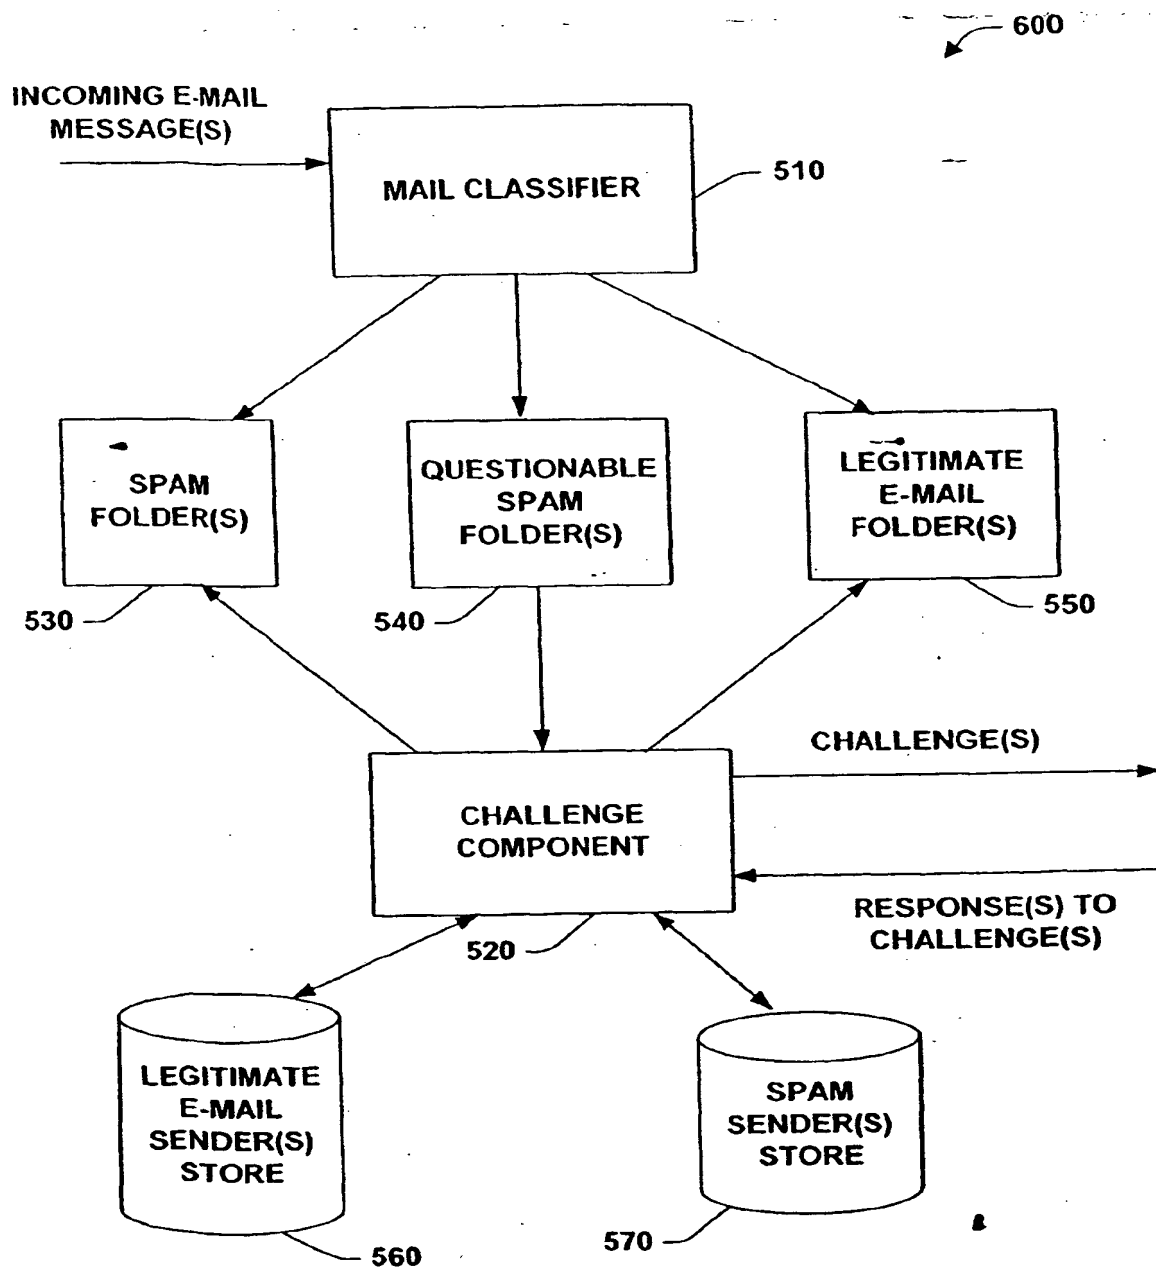 600
INCOMING E-MAIL
MESSAGE(S)
MAIL CLASSIFIER
510
SPAM
FOLDER(S)
QUESTIONABLE
SPAM
FOLDER(S)
LEGITIMATE
E-MAIL
FOLDER(S)
530
540
550
CHALLENGE(S)
CHALLENGE
COMPONENT
RESPONSE(S) TO
CHALLENGE(S)
520
LEGITIMATE
E-MAIL
SENDER(S)
STORE
SPAM
SENDER(S)
STORE
560
570